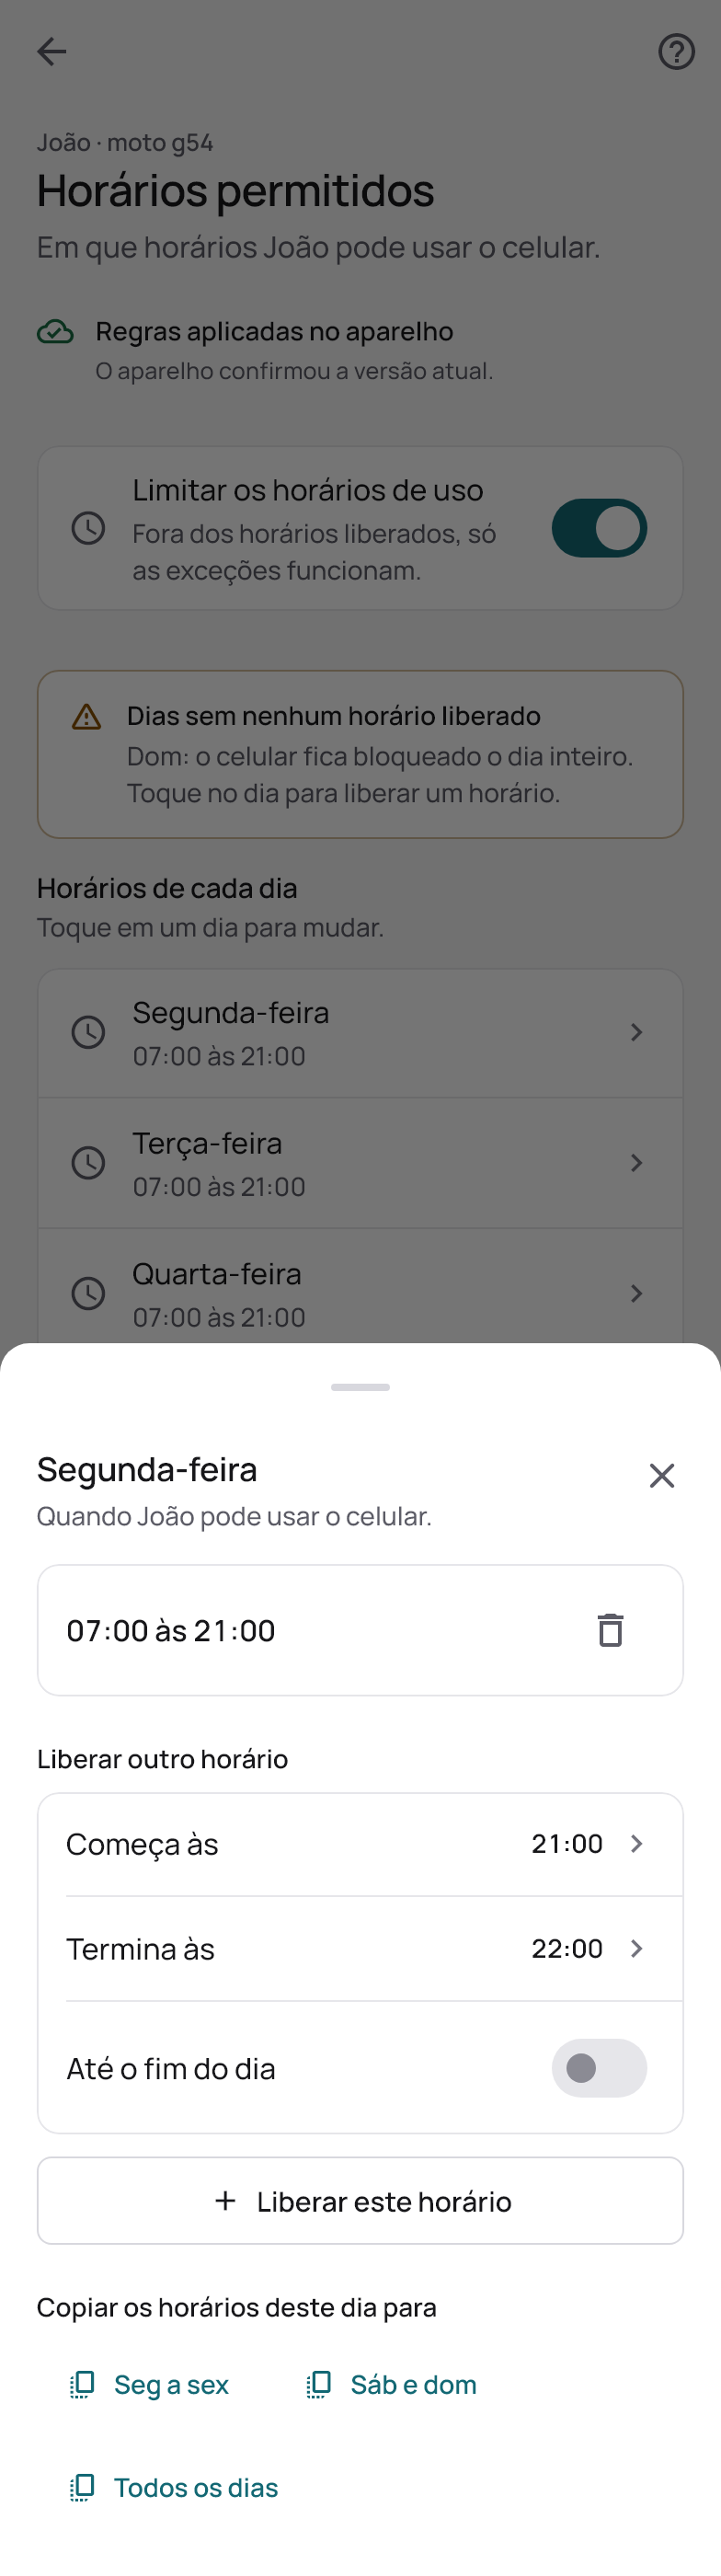 João · moto g54
Horários permitidos
Em que horários João pode usar o celular.
Regras aplicadas no aparelho
O aparelho confirmou a versão atual.
Limitar os horários de uso
Fora dos horários liberados, só
as exceções funcionam.
Dias sem nenhum horário liberado
Dom: o celular fica bloqueado o dia inteiro.
Toque no dia para liberar um horário.
Horários de cada dia
Toque em um dia para mudar.
Segunda-feira
07:00 às 21:00
Terça-feira
07:00 às 21:00
Quarta-feira
07:00 às 21:00
Segunda-feira
Quando João pode usar o celular.
07:00 às 21:00
Liberar outro horário
Começa às 21:00
Termina às 22:00
Até o fim do dia
+ Liberar este horário
Copiar os horários deste dia para
Seg a sex Sáb e dom
Todos os dias